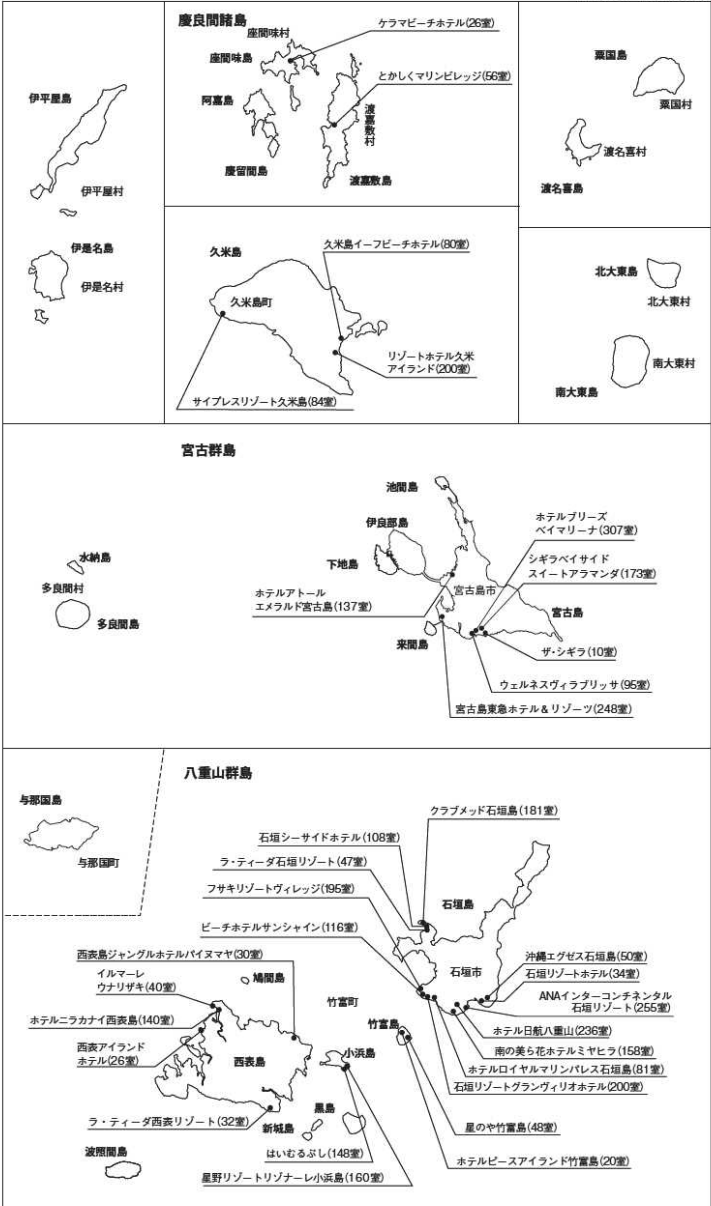 伊平屋島
伊平屋村
伊是名島
伊是名村
慶良間諸島
座間味村
座間味島
阿嘉島
慶留間島
渡嘉敷村
渡嘉敷島
ケラマビーチホテル(26室)
とかしくマリンビレッジ(56室)
粟国島
粟国村
渡名喜村
渡名喜島
久米島
久米島町
久米島イーフビーチホテル(80室)
リゾートホテル久米
アイランド(200室)
サイプレスリゾート久米島(84室)
北大東島
北大東村
南大東村
南大東島
宮古群島
水納島
多良間村
多良間島
池間島
伊良部島
下地島
宮古島市
宮古島
来間島
ホテルブリーズ
ベイマリーナ(307室)
シギラベイサイド
スイートアラマンダ(173室)
ホテルアトール
エメラルド宮古島(137室)
ザ・シギラ(10室)
ウェルネスヴィラブリッサ(95室)
宮古島東急ホテル&リゾーツ(248室)
八重山群島
与那国島
与那国町
クラブメッド石垣島(181室)
石垣シーサイドホテル(108室)
ラ・ティーダ石垣リゾート(47室)
フサキリゾートヴィレッジ(195室)
ビーチホテルサンシャイン(116室)
石垣島
石垣市
西表島ジャングルホテルパイヌマヤ(30室)
イルマーレ
ウナリザキ(40室)
ホテルニラカナイ西表島(140室)
西表アイランド
ホテル(26室)
ラ・ティーダ西表リゾート(32室)
鳩間島
竹富町
竹富島
西表島
小浜島
黒島
新城島
波照間島
はいむるぶし(148室)
星野リゾートリゾナーレ小浜島(160室)
沖縄エグゼス石垣島(50室)
石垣リゾートホテル(34室)
ANAインターコンチネンタル
石垣リゾート(255室)
ホテル日航八重山(236室)
南の美ら花ホテルミヤヒラ(158室)
ホテルロイヤルマリンパレス石垣島(81室)
石垣リゾートグランヴィリオホテル(200室)
星のや竹富島(48室)
ホテルピースアイランド竹富島(20室)